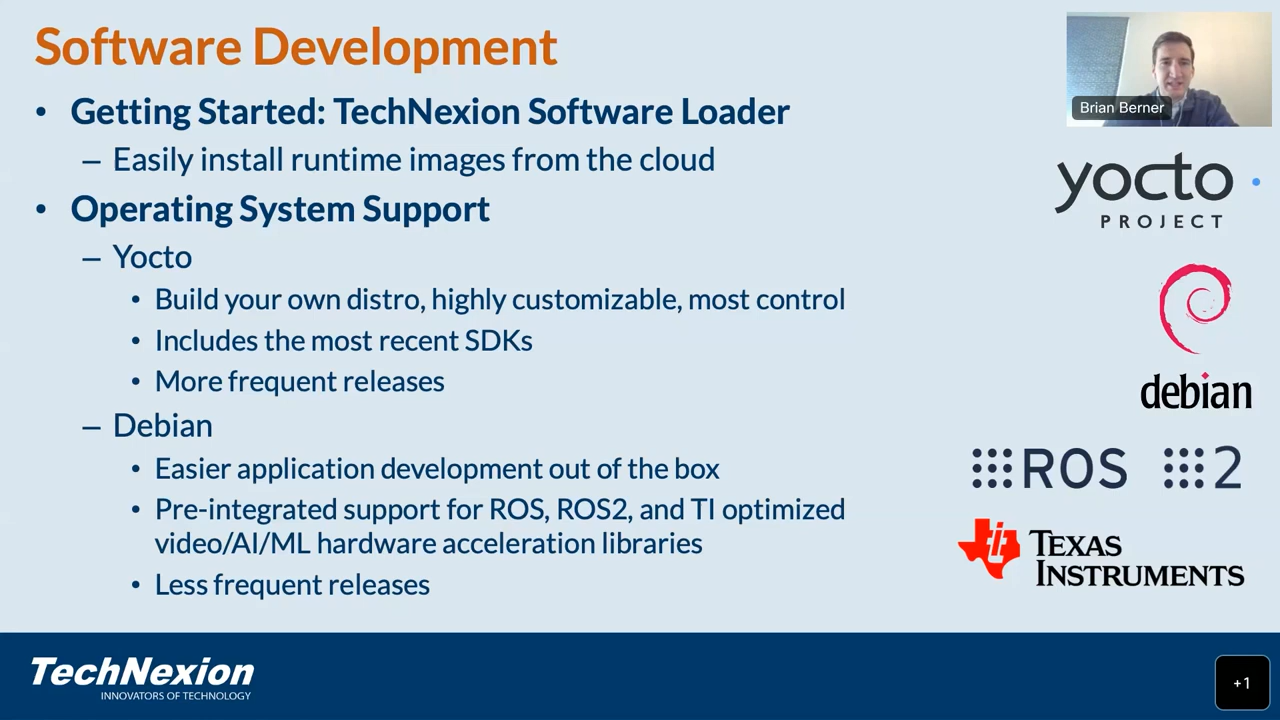 Software Development
• Getting Started: TechNexion Software Loader
– Easily install runtime images from the cloud
• Operating System Support
– Yocto
• Build your own distro, highly customizable, most control
• Includes the most recent SDKs
• More frequent releases
– Debian
• Easier application development out of the box
• Pre-integrated support for ROS, ROS2, and TI optimized
video/AI/ML hardware acceleration libraries
• Less frequent releases
Brian Berner
yocto
PROJECT
debian
ROS 2
TEXAS
INSTRUMENTS
TechNexion
INNOVATORS OF TECHNOLOGY
+1